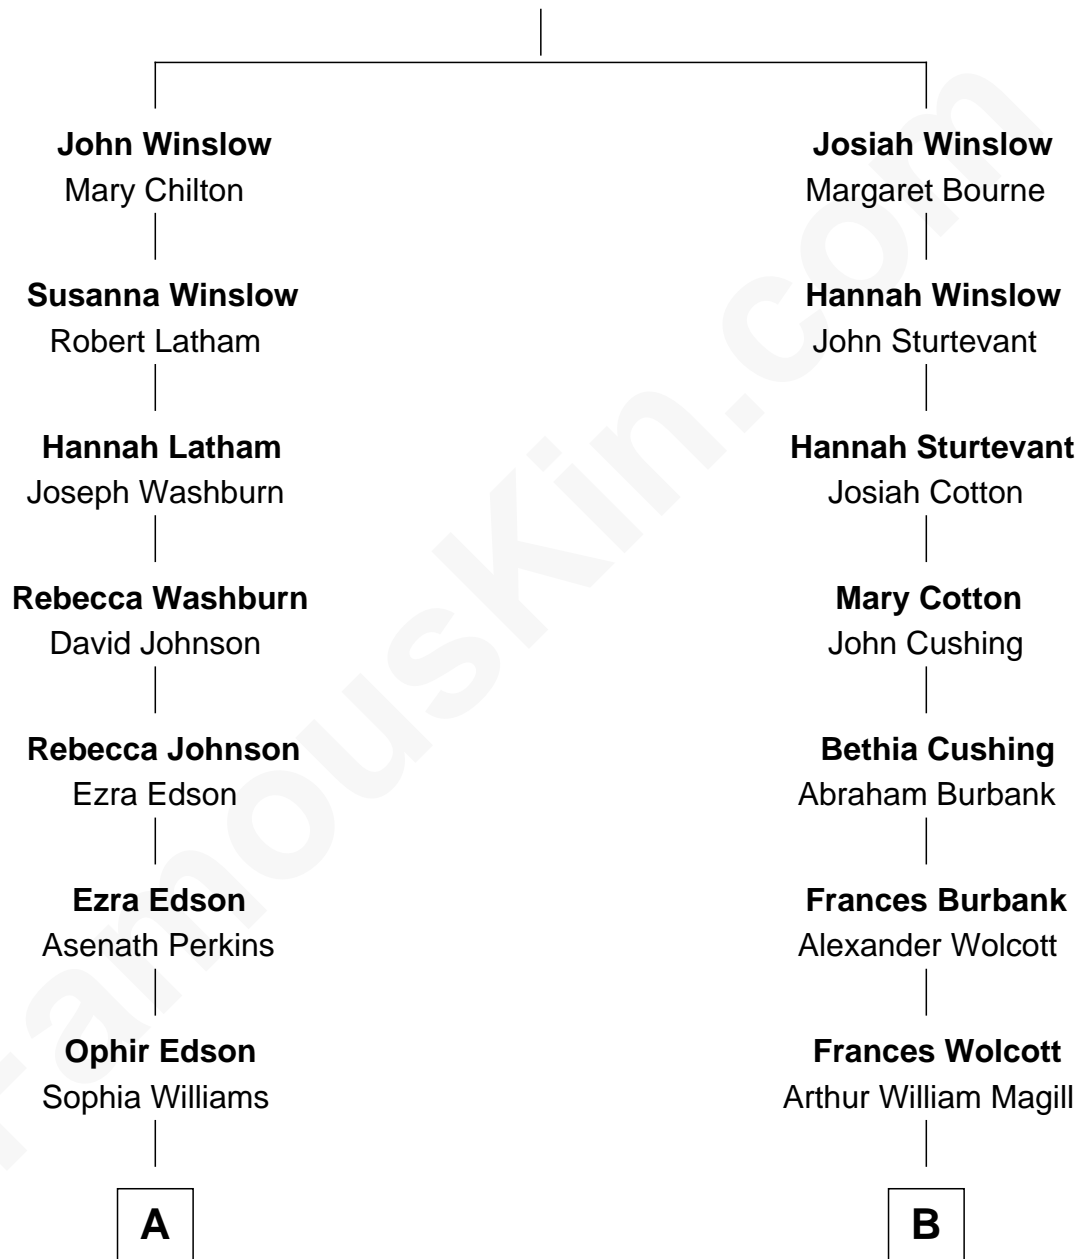 John Winslow
Mary Chilton
Susanna Winslow
Robert Latham
Hannah Latham
Joseph Washburn
Rebecca Washburn
David Johnson
Rebecca Johnson
Ezra Edson
Ezra Edson
Asenath Perkins
Ophir Edson
Sophia Williams
A
Josiah Winslow
Margaret Bourne
Hannah Winslow
John Sturtevant
Hannah Sturtevant
Josiah Cotton
Mary Cotton
John Cushing
Bethia Cushing
Abraham Burbank
Frances Burbank
Alexander Wolcott
Frances Wolcott
Arthur William Magill
B
FamousKin.com